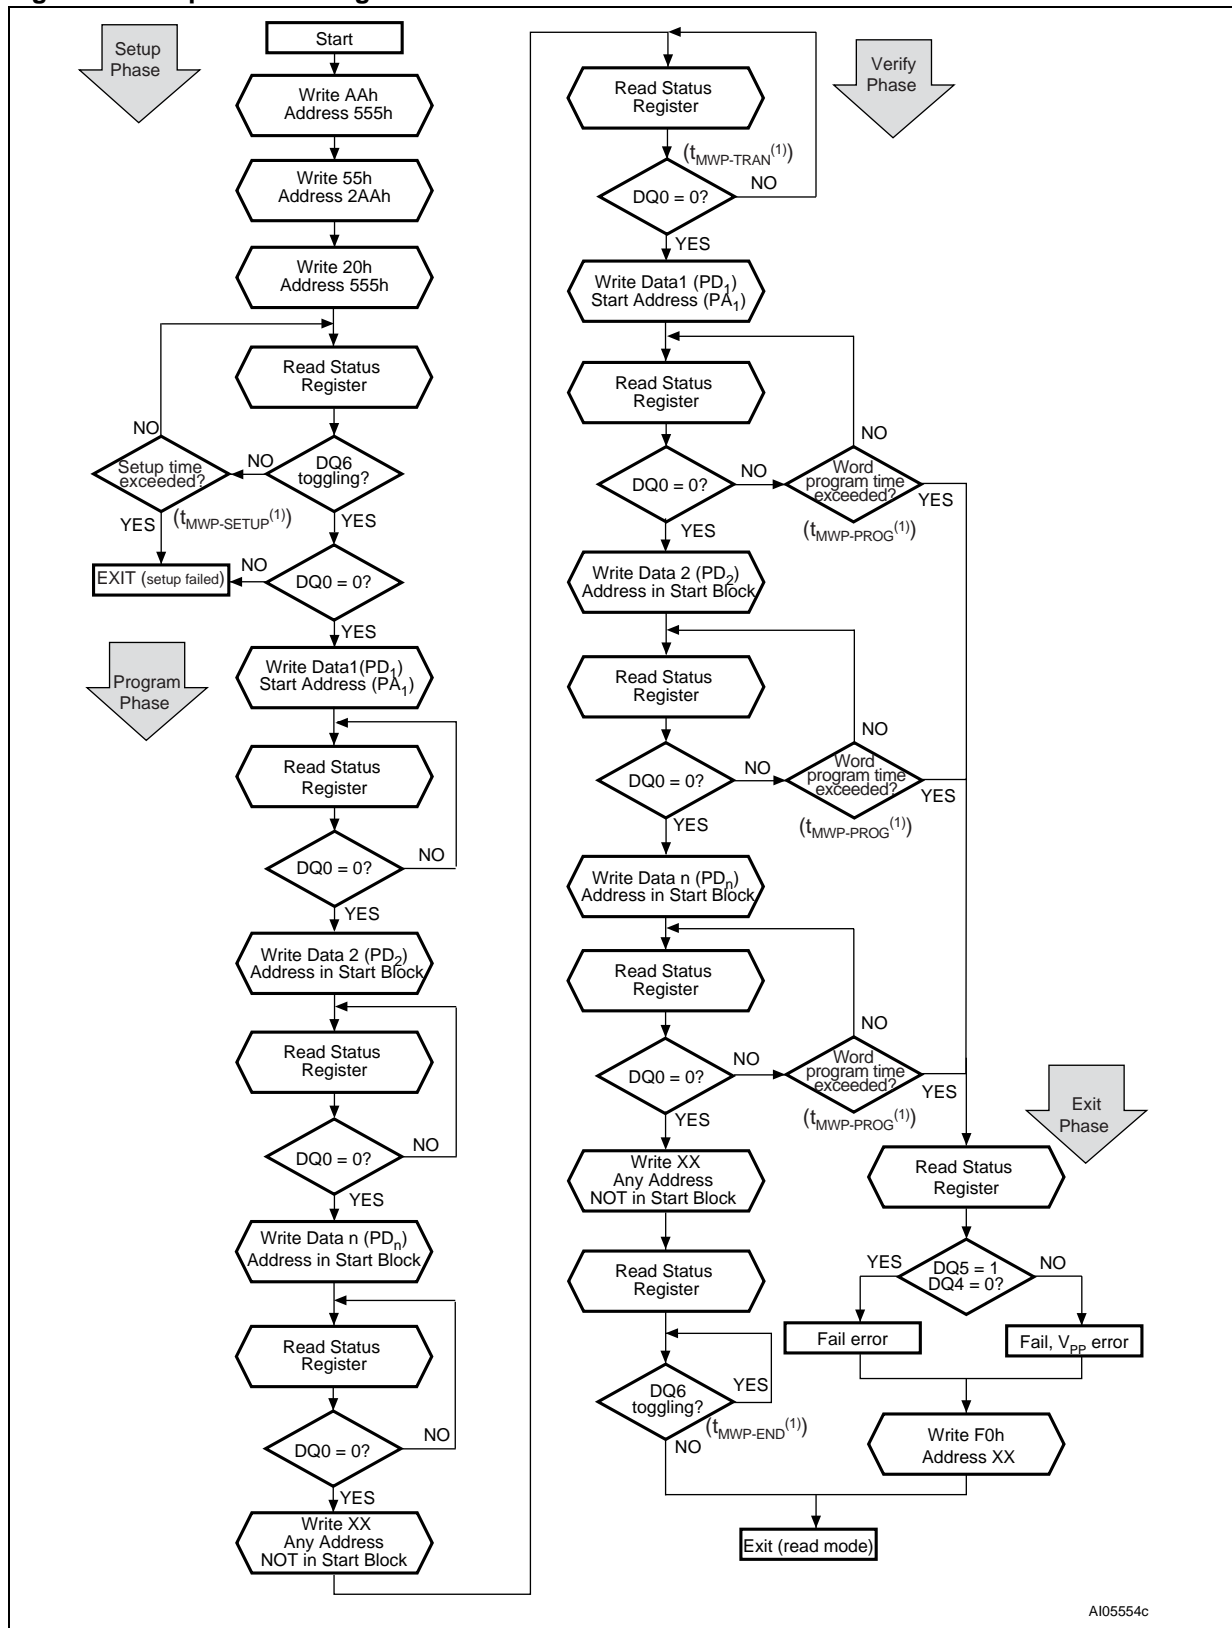 Setup
Phase
Start
Write AAh
Address 555h
Write 55h
Address 2AAh
Write 20h
Address 555h
Read Status
Register
NO
Setup time
exceeded?
NO
DQ6
toggling?
YES
(tMWP-SETUP(1))
YES
EXIT (setup failed)
NO
DQ0 = 0?
YES
Program
Phase
Write Data1(PD1)
Start Address (PA1)
Read Status
Register
DQ0 = 0?
NO
YES
Write Data 2 (PD2)
Address in Start Block
Read Status
Register
DQ0 = 0?
NO
YES
Write Data n (PDn)
Address in Start Block
Read Status
Register
DQ0 = 0?
NO
YES
Write XX
Any Address
NOT in Start Block
Verify
Phase
Read Status
Register
(tMWP-TRAN(1))
DQ0 = 0?
NO
YES
Write Data1 (PD1)
Start Address (PA1)
Read Status
Register
NO
DQ0 = 0?
NO
Word
program time
exceeded?
YES
(tMWP-PROG(1))
YES
Write Data 2 (PD2)
Address in Start Block
Read Status
Register
NO
DQ0 = 0?
NO
Word
program time
exceeded?
YES
(tMWP-PROG(1))
YES
Write Data n (PDn)
Address in Start Block
Read Status
Register
NO
DQ0 = 0?
NO
Word
program time
exceeded?
YES
(tMWP-PROG(1))
YES
Write XX
Any Address
NOT in Start Block
Read Status
Register
DQ6
toggling?
YES
(tMWP-END(1))
NO
Exit
Phase
Read Status
Register
YES
DQ5 = 1
DQ4 = 0?
NO
Fail error
Fail, VPP error
Write F0h
Address XX
Exit (read mode)
AI05554c